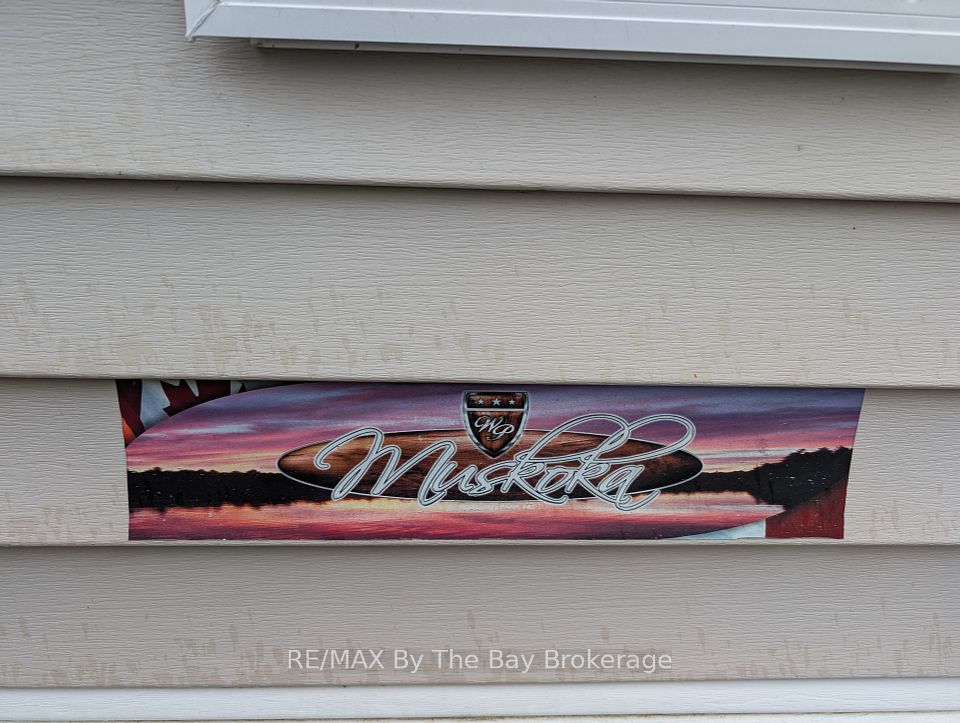 WP
Muskoka
RE/MAX By The Bay Brokerage